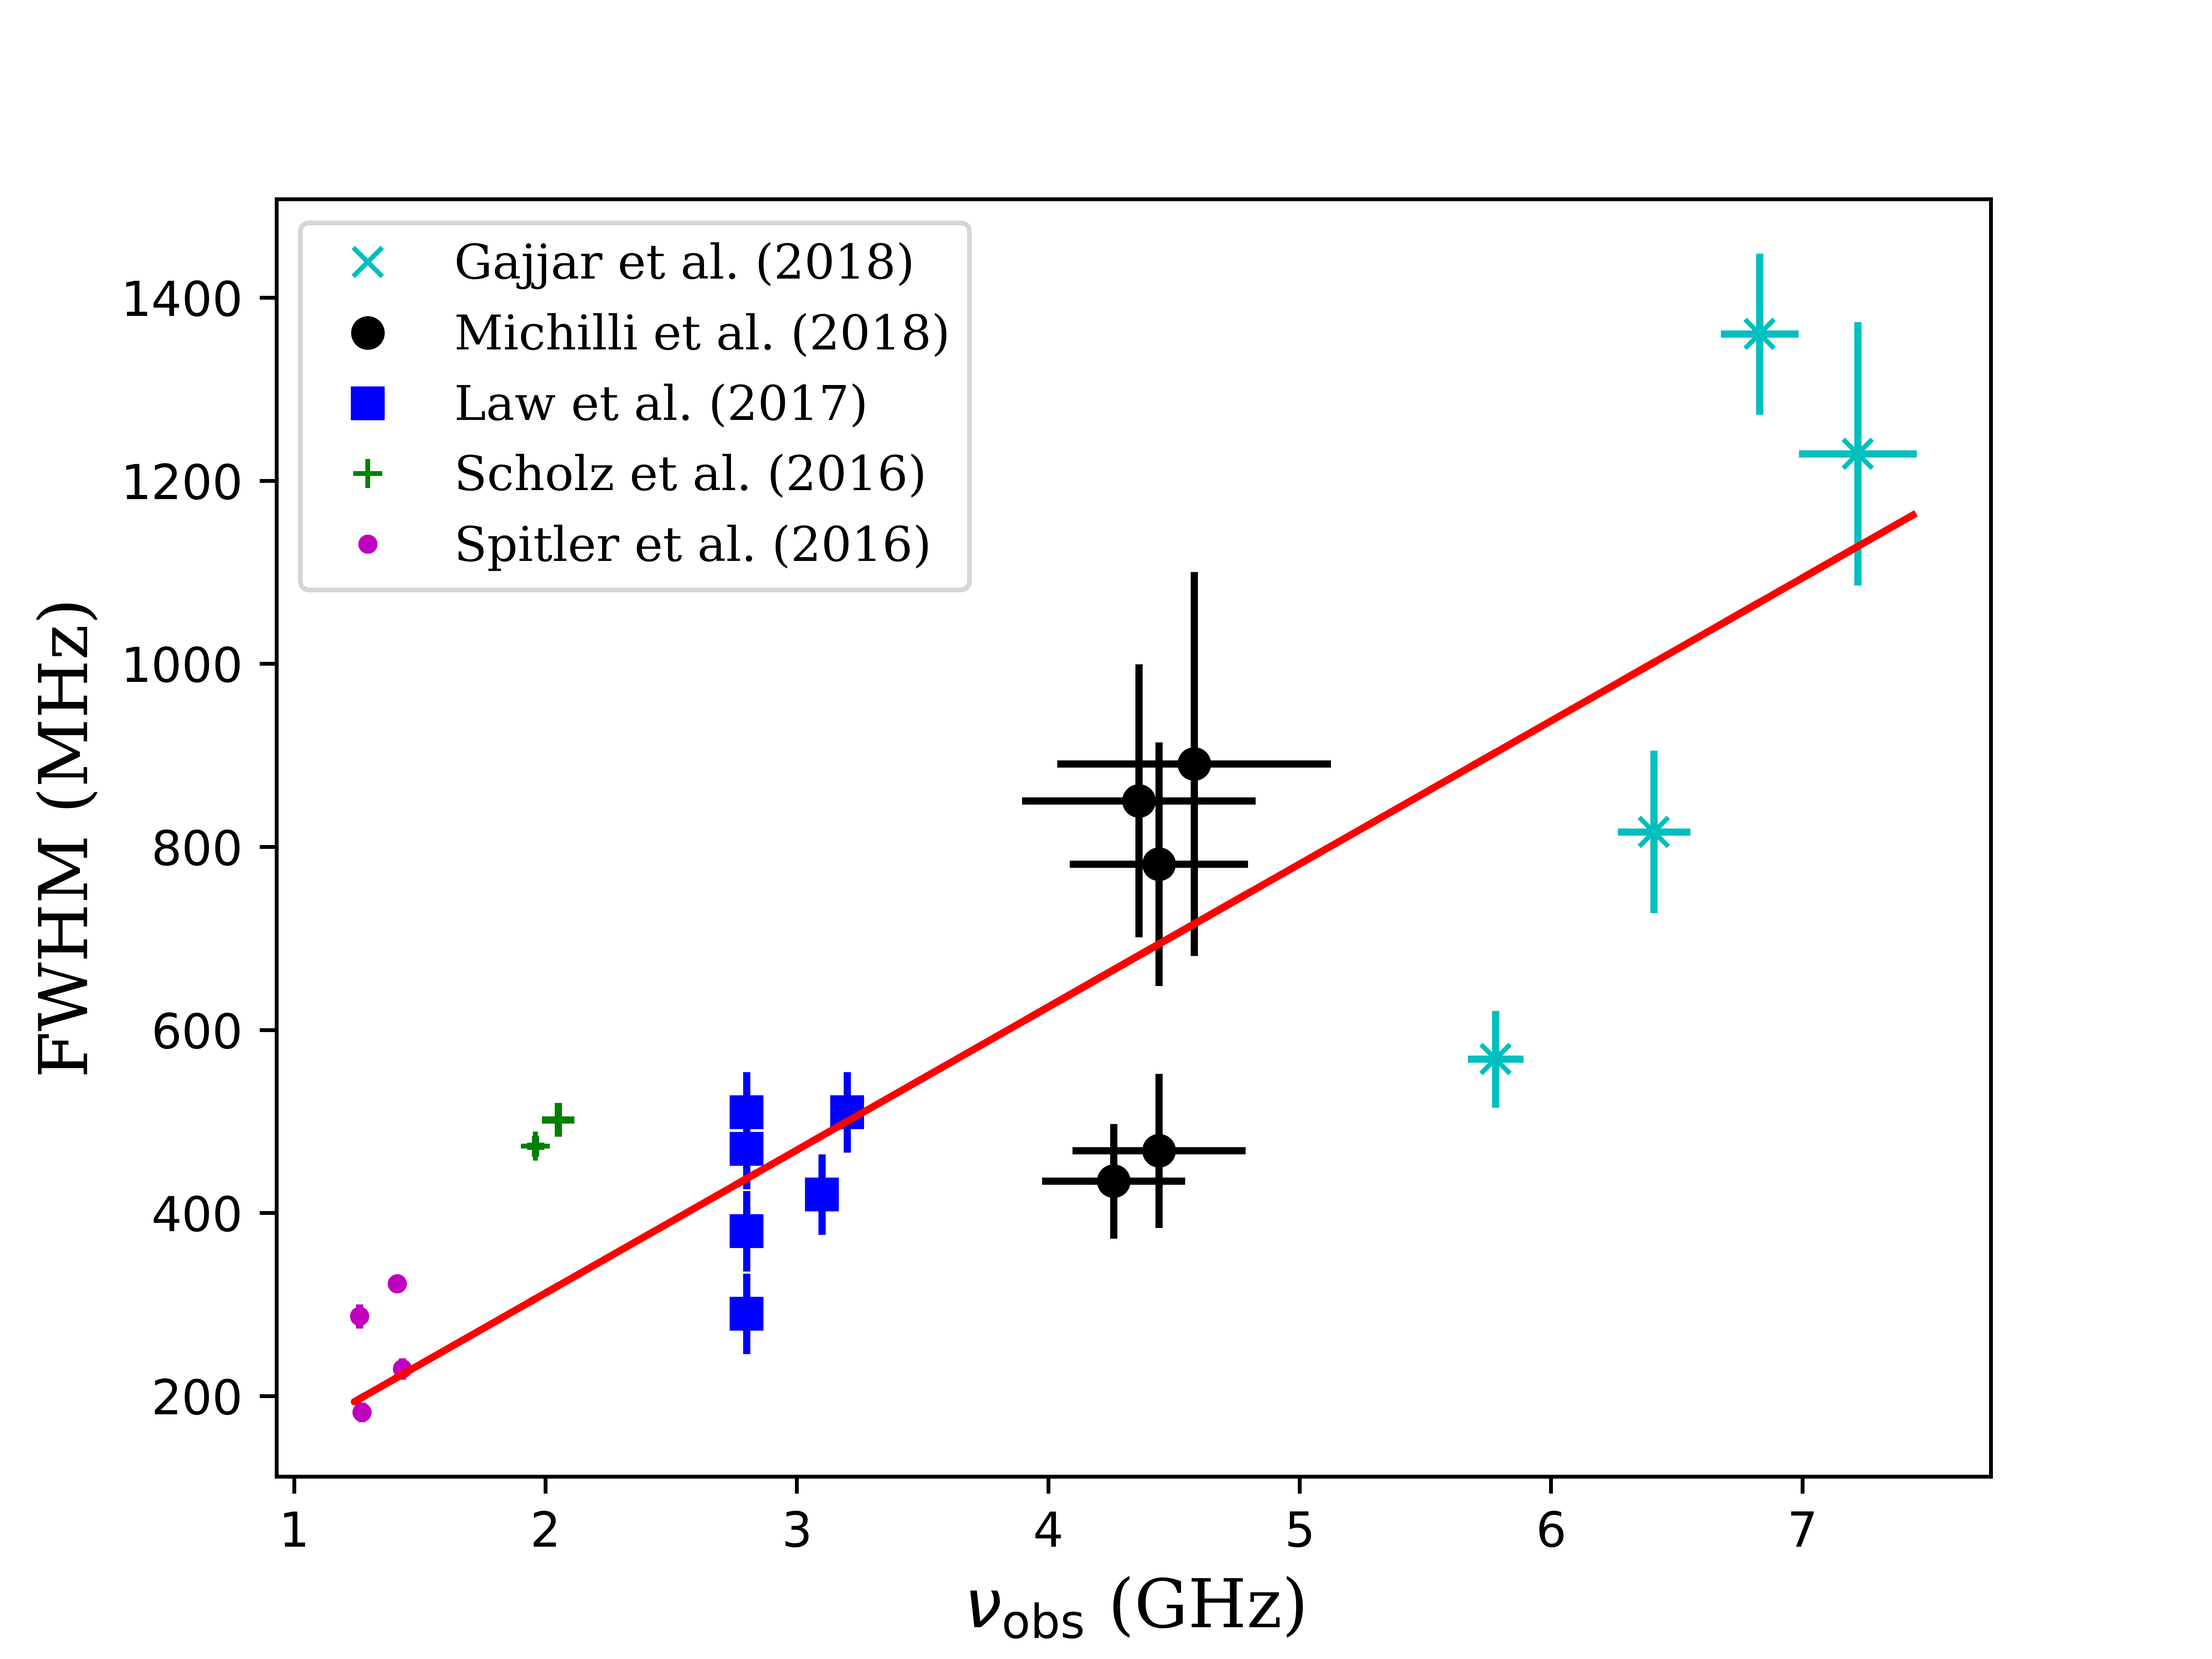 Gajjar et al. (2018)
Michilli et al. (2018)
Law et al. (2017)
Scholz et al. (2016)
Spitler et al. (2016)
1400
1200
1000
800
600
400
200
FWHM (MHz)
1 2 3 4 5 6 7
ν_obs (GHz)